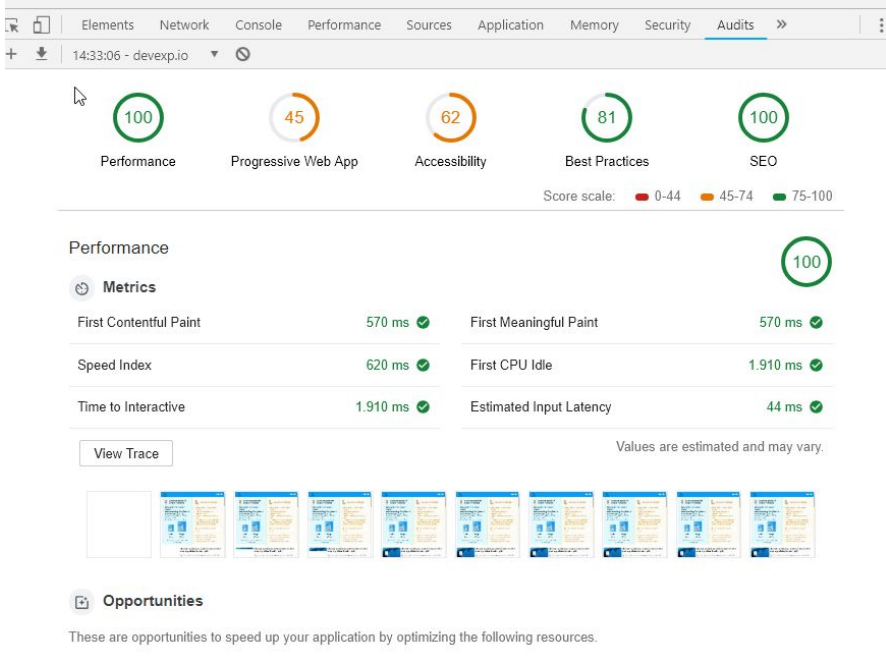 Elements Network Console Performance Sources Application Memory Security Audits »
14:33:06 - devexp.io ▼
100 45 62 81 100
Performance Progressive Web App Accessibility Best Practices SEO
Score scale: 0-44 45-74 75-100
Performance 100
Metrics
First Contentful Paint 570 ms First Meaningful Paint 570 ms
Speed Index 620 ms First CPU Idle 1.910 ms
Time to Interactive 1.910 ms Estimated Input Latency 44 ms
View Trace Values are estimated and may vary.
Opportunities
These are opportunities to speed up your application by optimizing the following resources.